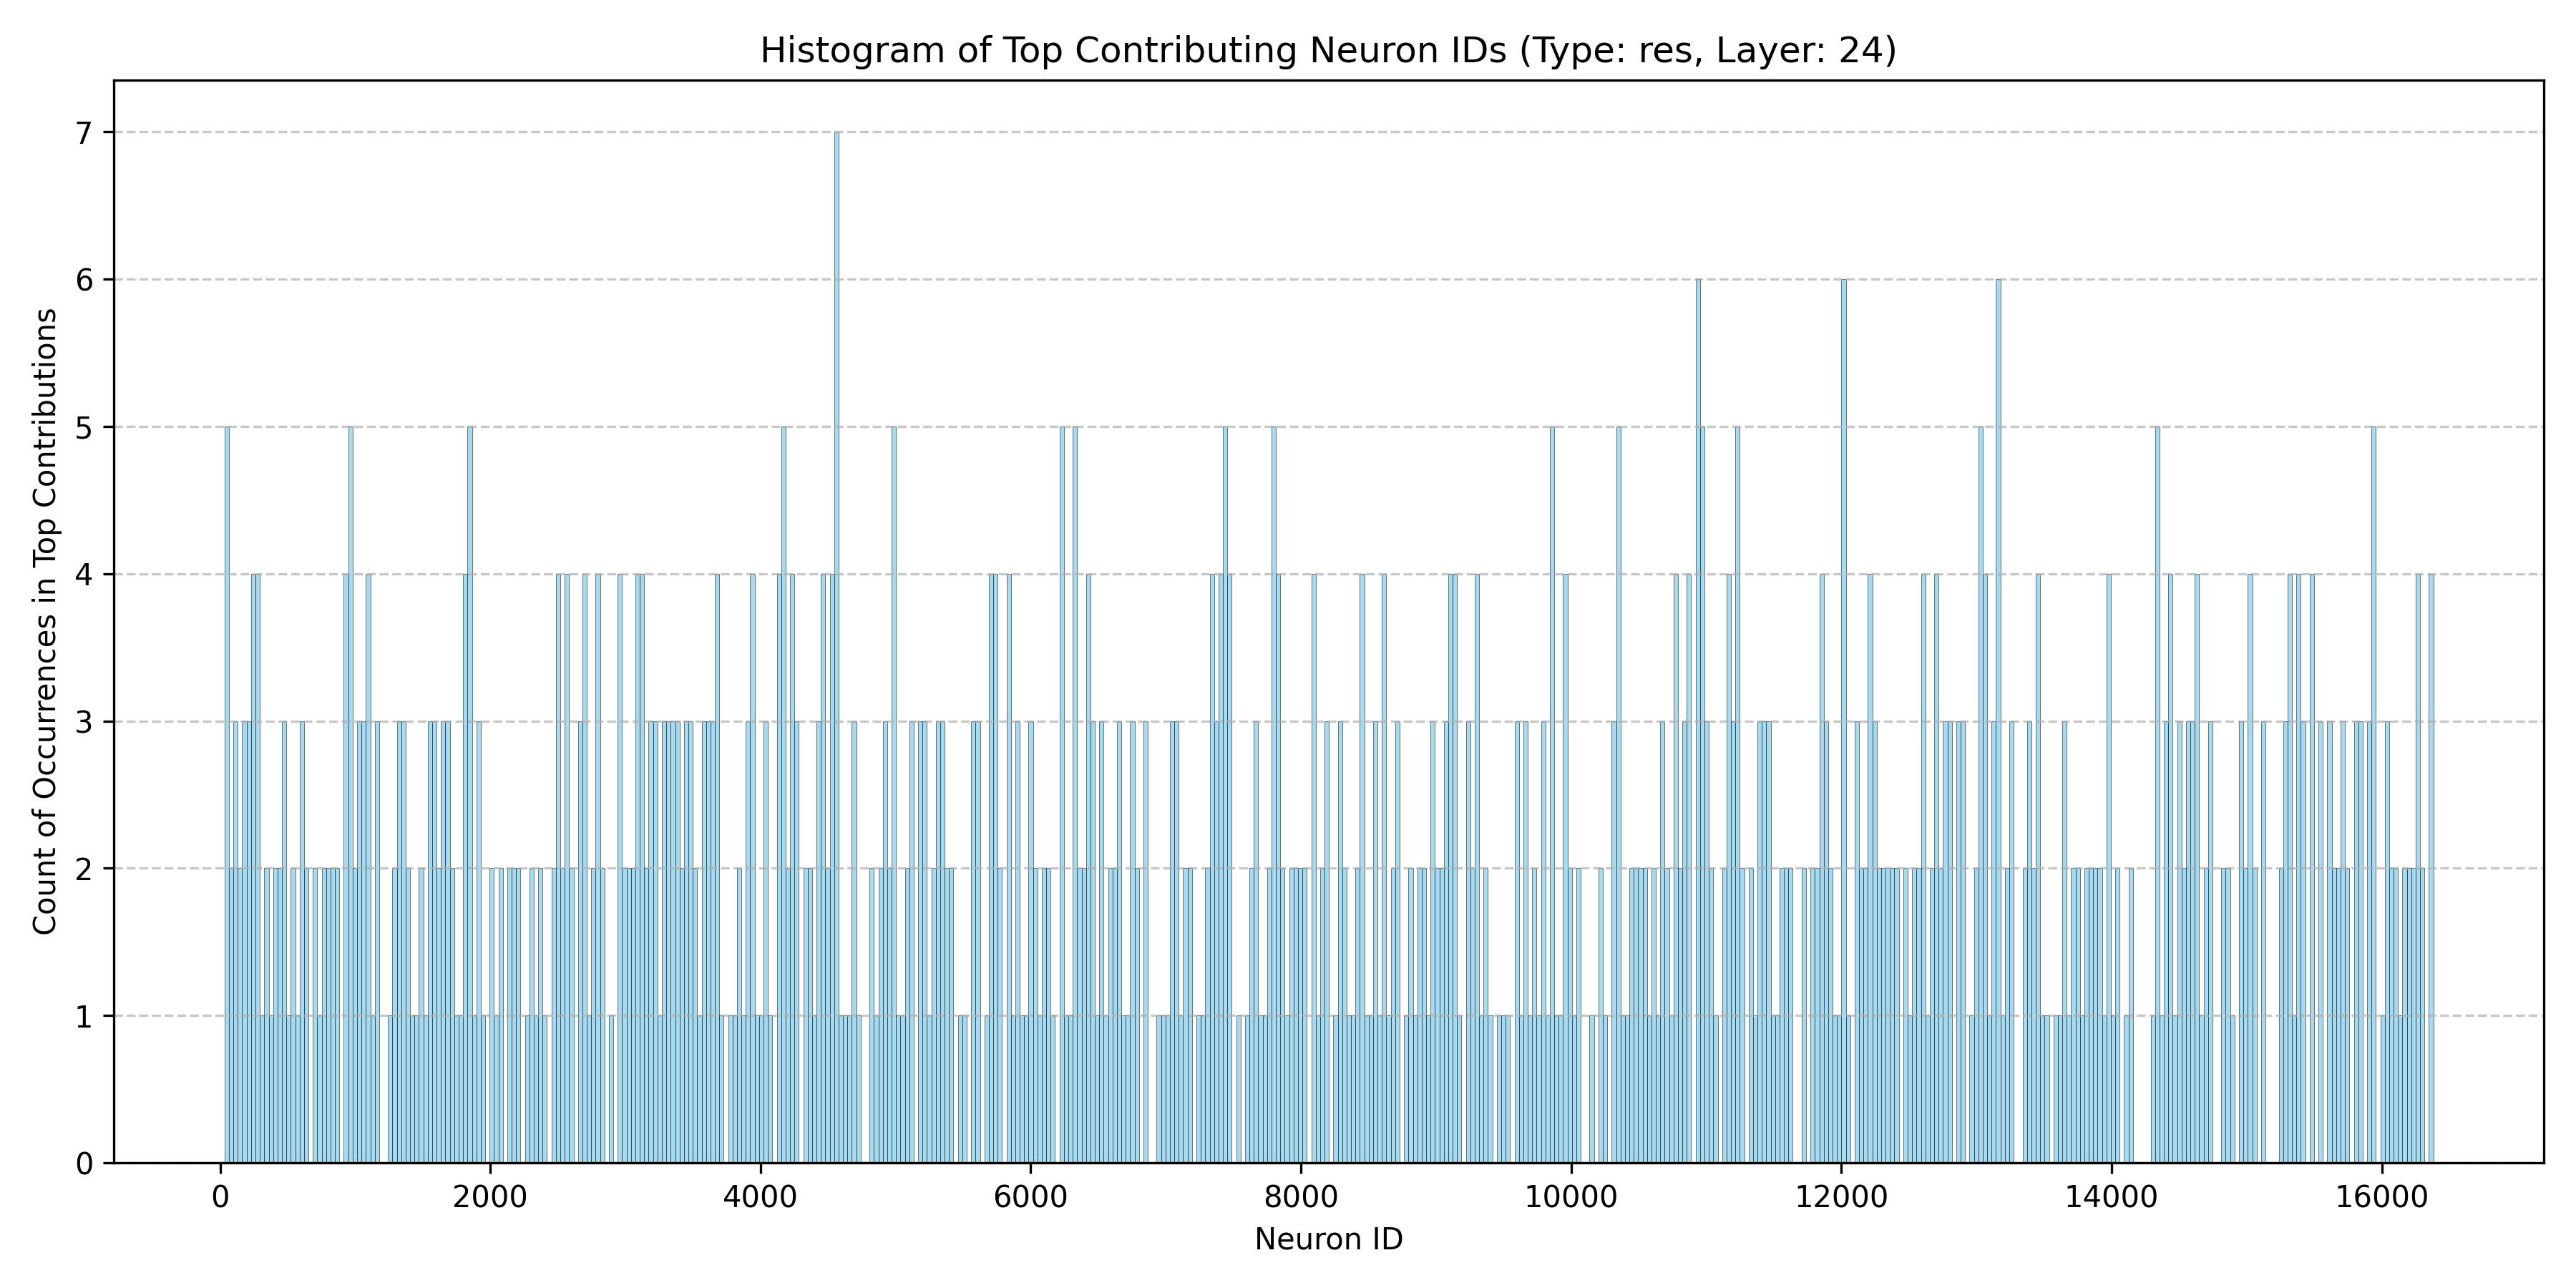 Histogram of Top Contributing Neuron IDs (Type: res, Layer: 24)
Count of Occurrences in Top Contributions
7
6
5
4
3
2
1
0
0 2000 4000 6000 8000 10000 12000 14000 16000
Neuron ID